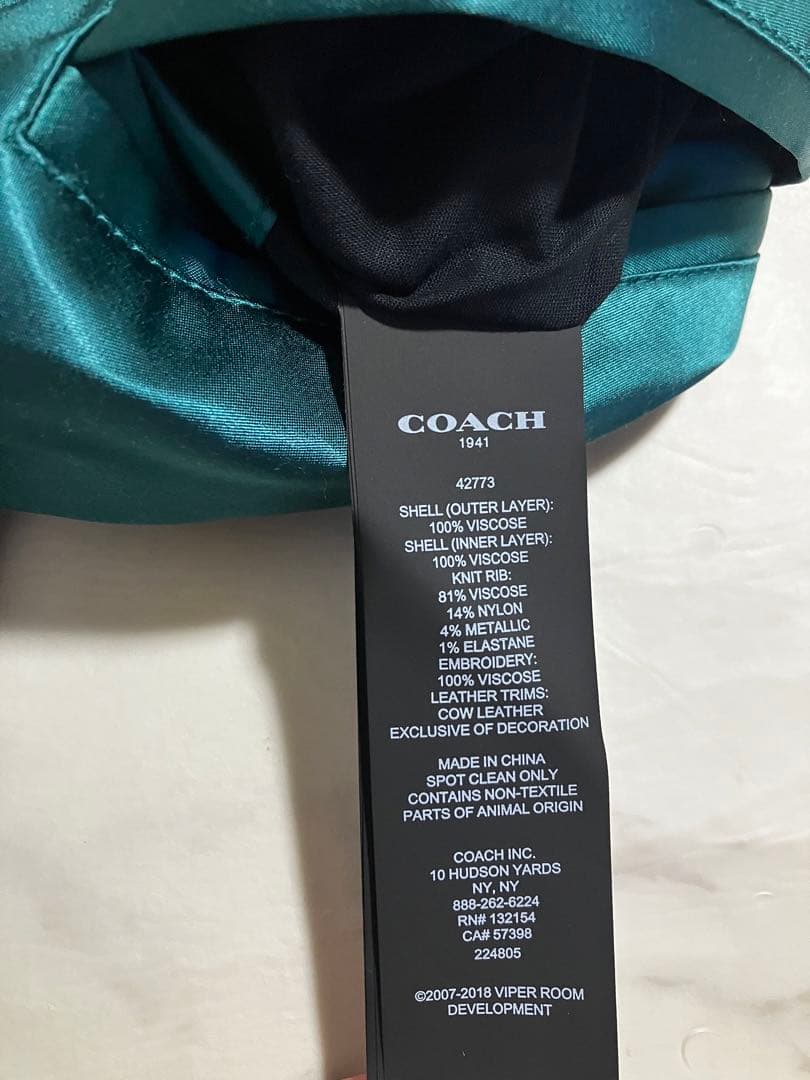 COACH
1941
42773
SHELL (OUTER LAYER):
100% VISCOSE
SHELL (INNER LAYER):
100% VISCOSE
KNIT RIB:
81% VISCOSE
14% NYLON
4% METALLIC
1% ELASTANE
EMBROIDERY:
100% VISCOSE
LEATHER TRIMS:
COW LEATHER
EXCLUSIVE OF DECORATION
MADE IN CHINA
SPOT CLEAN ONLY
CONTAINS NON-TEXTILE
PARTS OF ANIMAL ORIGIN
COACH INC.
10 HUDSON YARDS
NY, NY
888-262-6224
RN# 132154
CA# 57398
224805
©2007-2018 VIPER ROOM
DEVELOPMENT